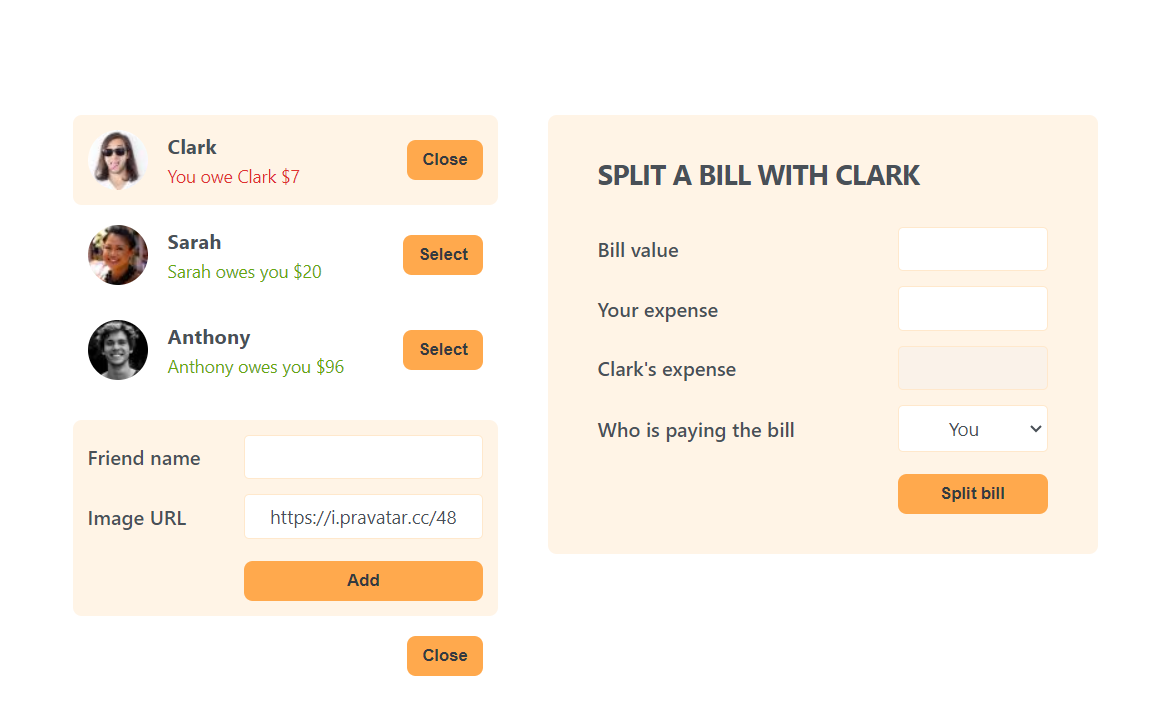 Clark
You owe Clark $7
Close
Sarah
Sarah owes you $20
Select
Anthony
Anthony owes you $96
Select
Friend name
Image URL
https://i.pravatar.cc/48
Add
Close
SPLIT A BILL WITH CLARK
Bill value
Your expense
Clark's expense
Who is paying the bill
You
Split bill